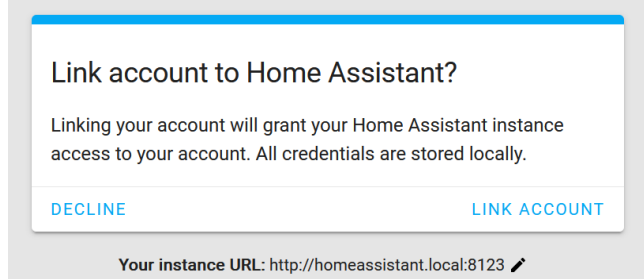 Link account to Home Assistant?
Linking your account will grant your Home Assistant instance
access to your account. All credentials are stored locally.
DECLINE
LINK ACCOUNT
Your instance URL: http://homeassistant.local:8123